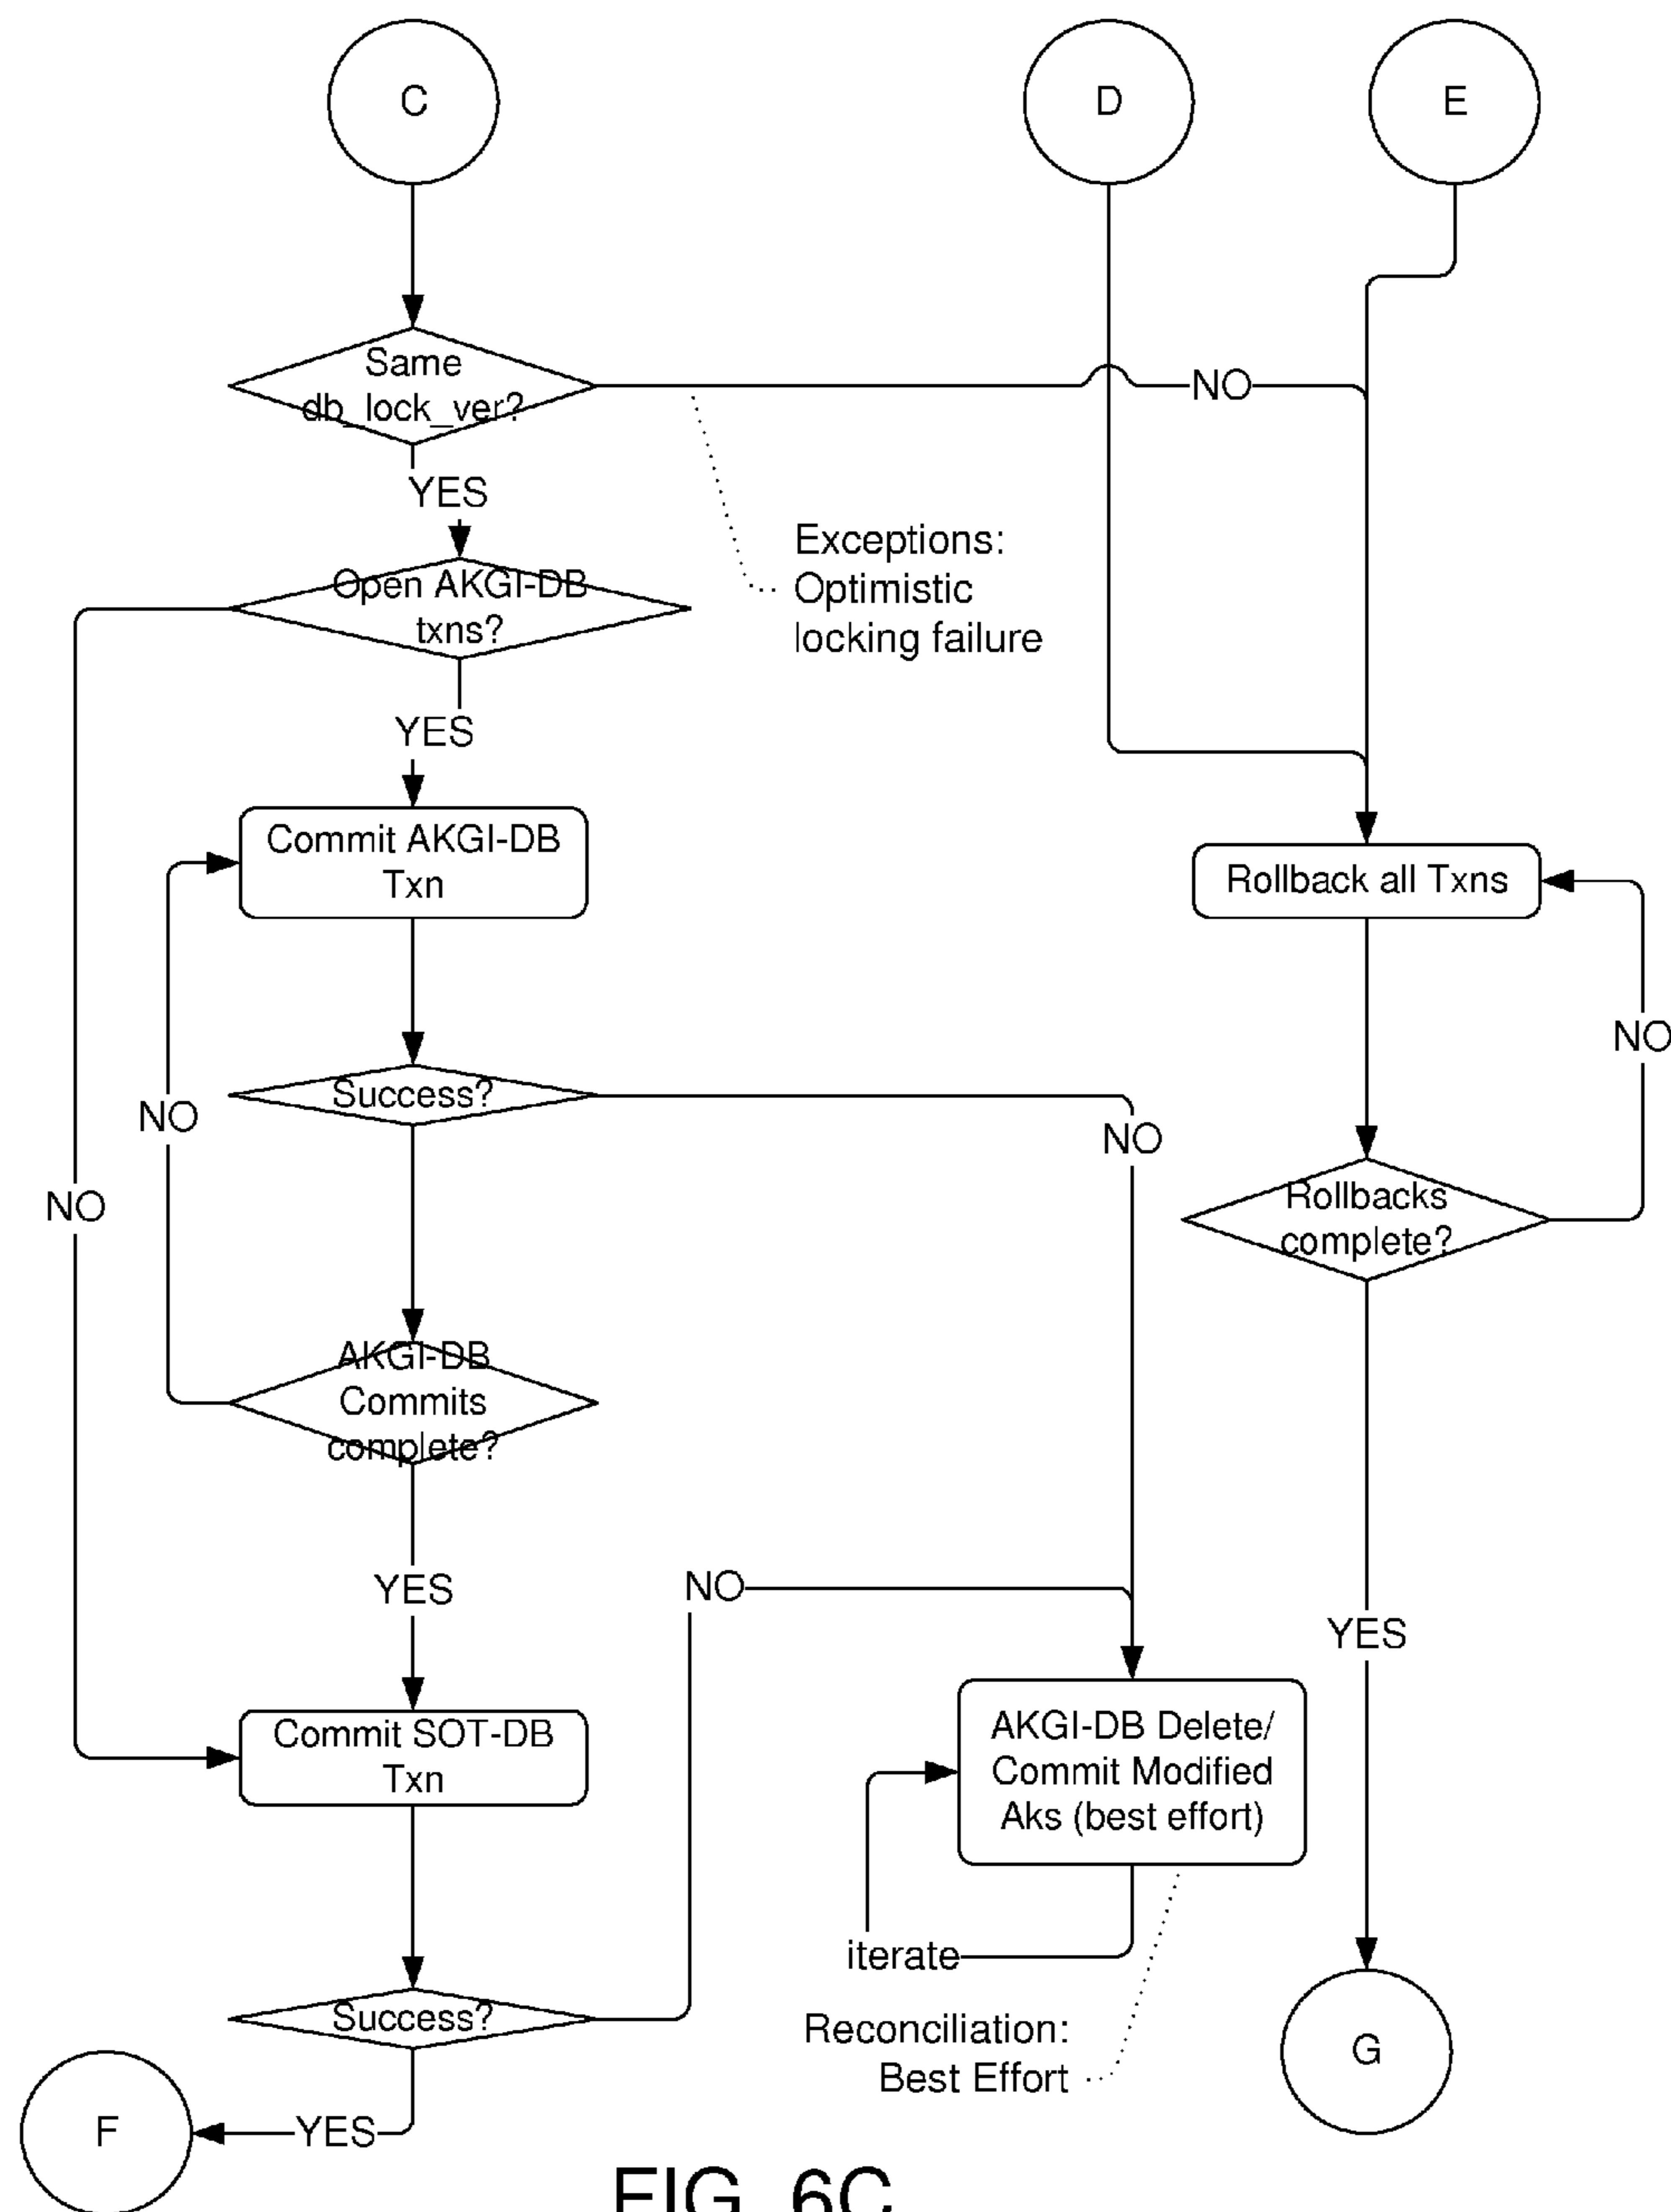 C
D
E
Same
db_lock_ver?
NO
YES
Exceptions:
Optimistic
locking failure
Open AKGI-DB
txns?
YES
Commit AKGI-DB
Txn
Rollback all Txns
NO
Success?
NO
NO
NO
Rollbacks
complete?
AKGI-DB
Commits
complete?
YES
NO
YES
Commit SOT-DB
Txn
AKGI-DB Delete/
Commit Modified
Aks (best effort)
iterate
Success?
Reconciliation:
Best Effort
G
F
YES
FIG. 6C